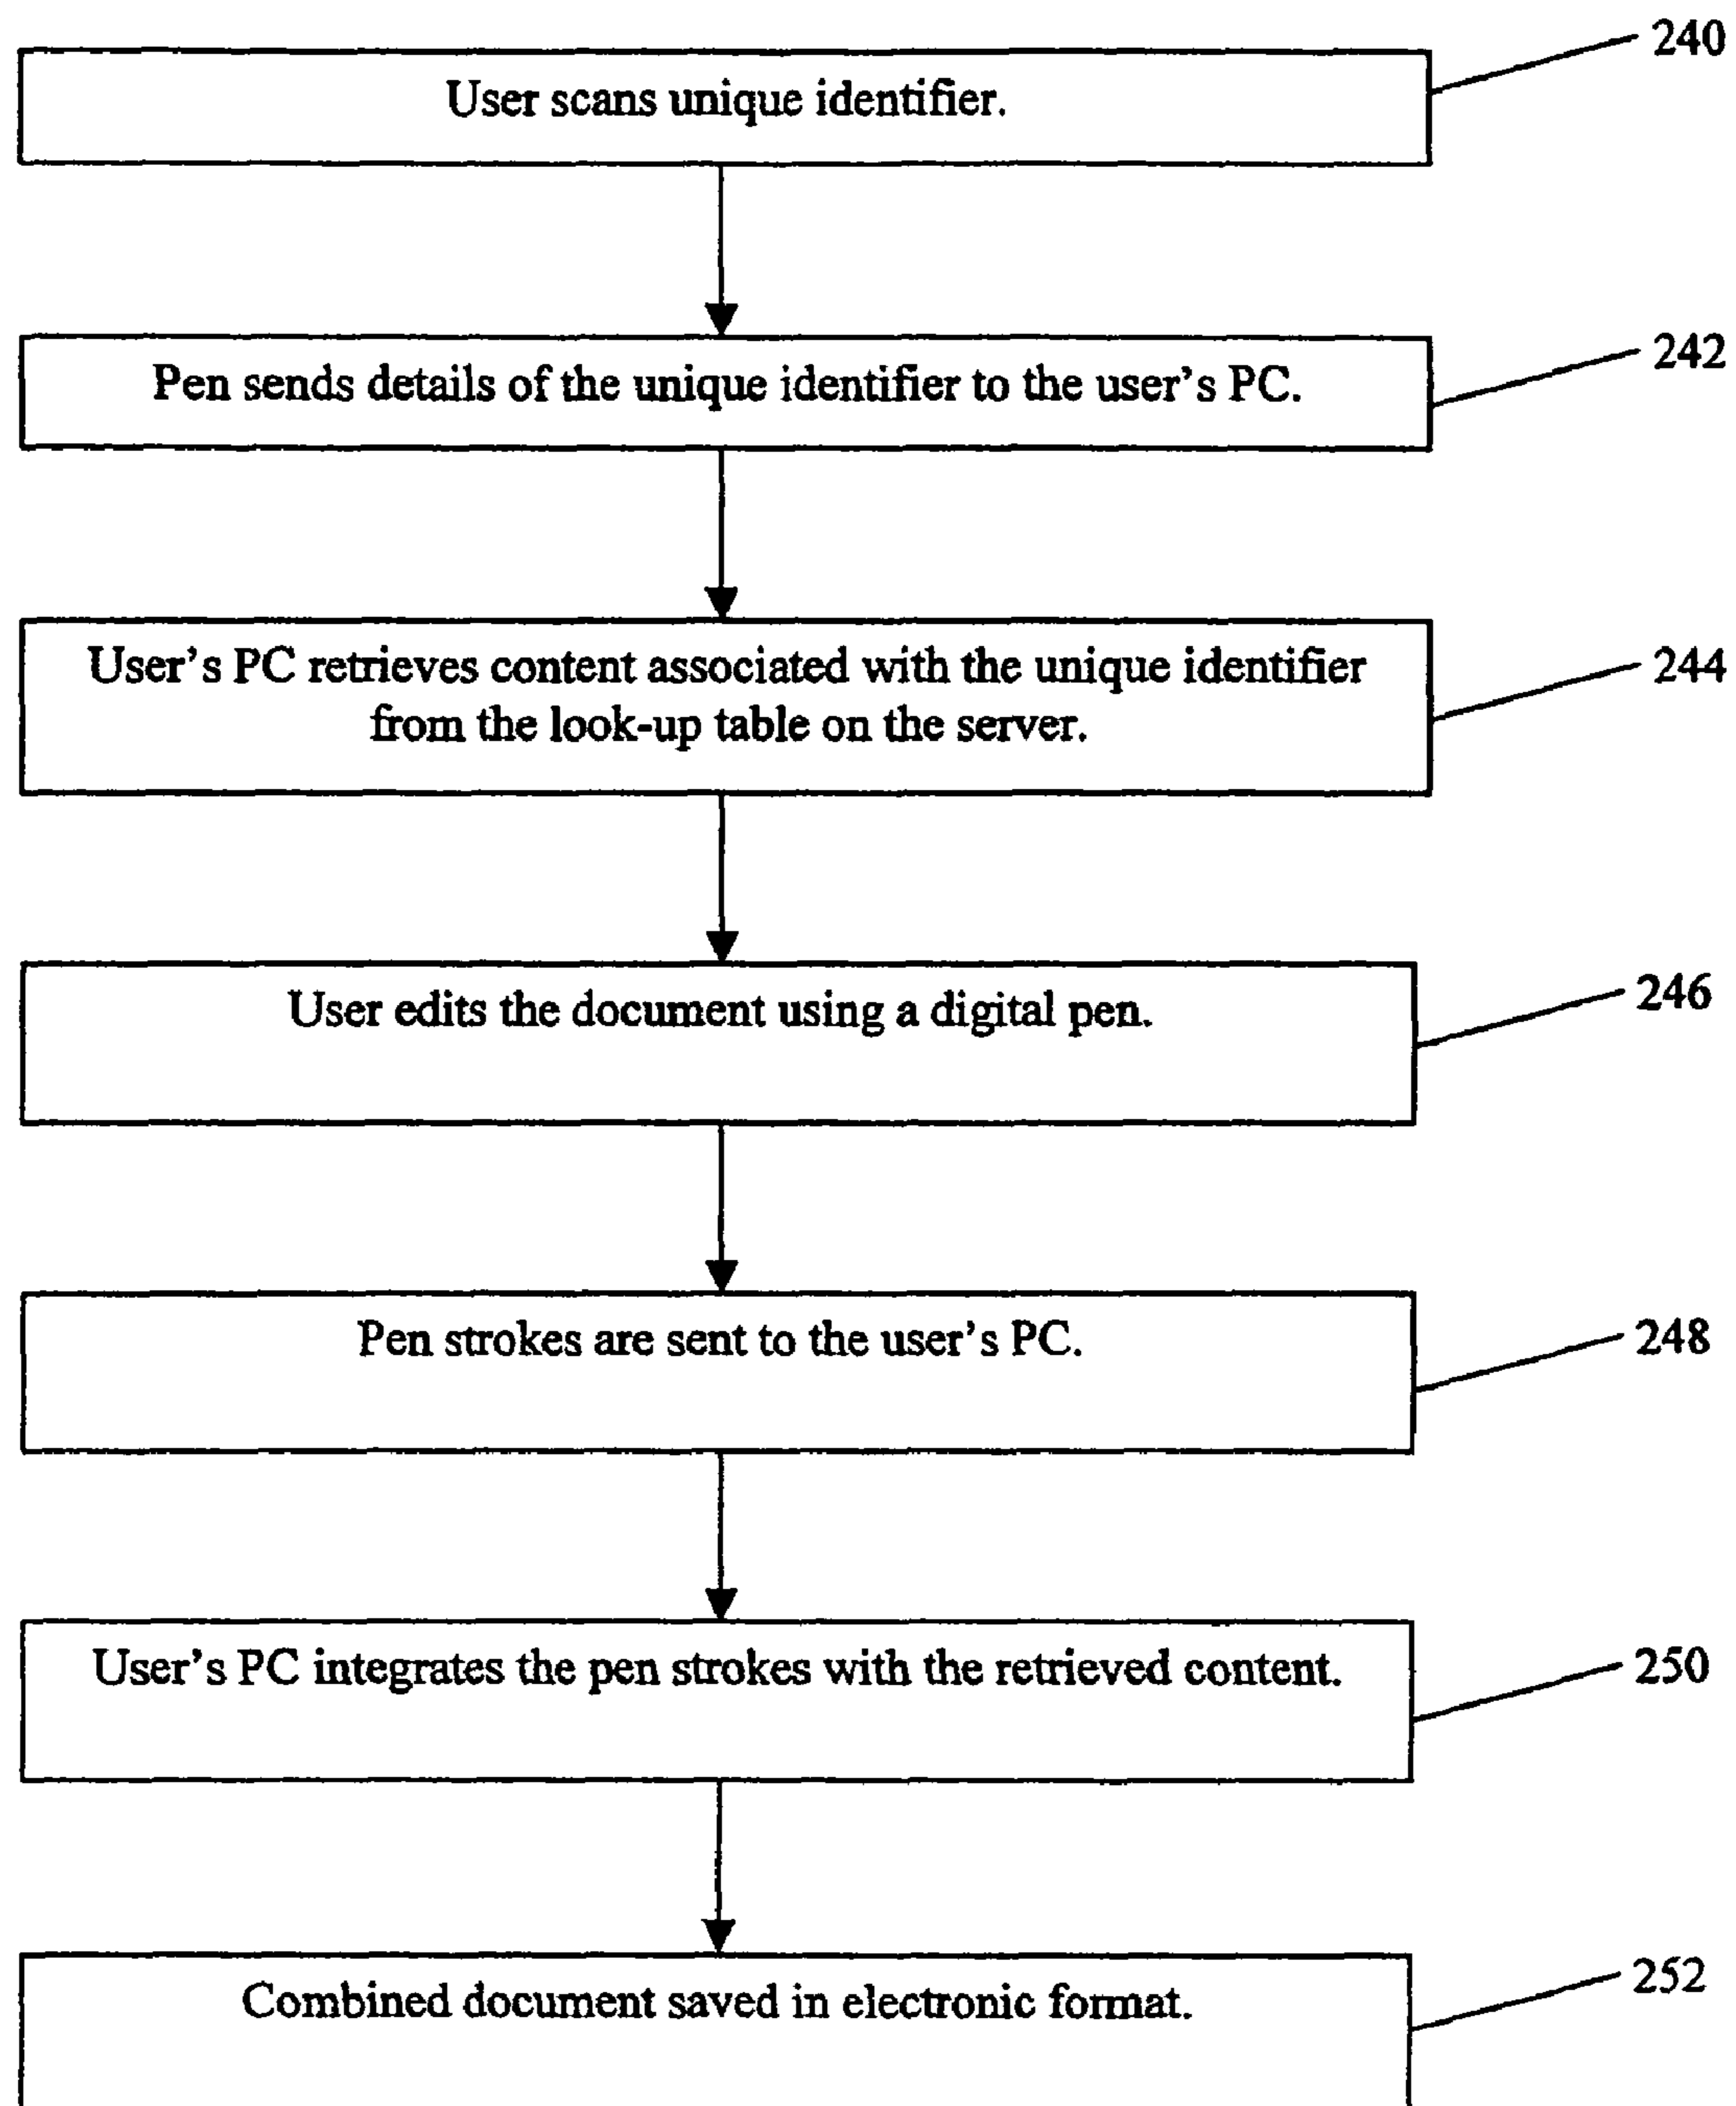 240
User scans unique identifier.
242
Pen sends details of the unique identifier to the user's PC.
User's PC retrieves content associated with the unique identifier
from the look-up table on the server.
244
User edits the document using a digital pen.
246
Pen strokes are sent to the user's PC.
248
User's PC integrates the pen strokes with the retrieved content.
250
Combined document saved in electronic format.
252